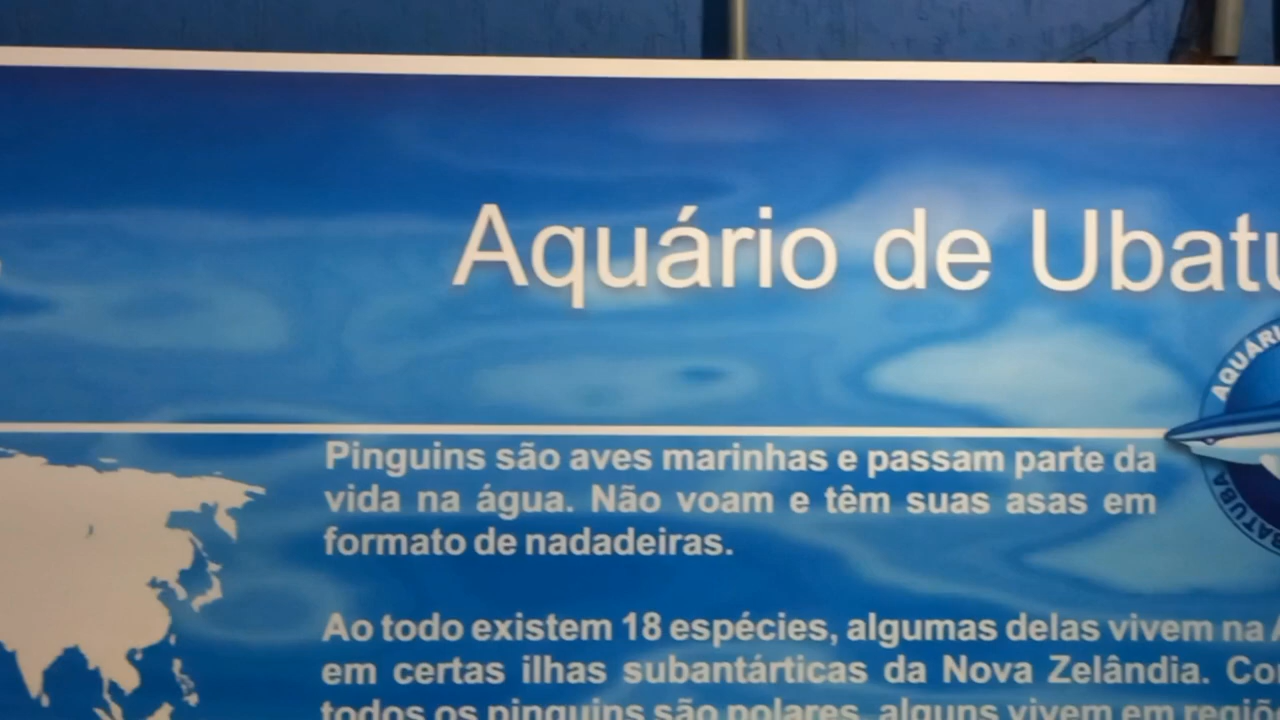 Aquário de Ubatu
AQUÁRI
UBATUBA
Pinguins são aves marinhas e passam parte da
vida na água. Não voam e têm suas asas em
formato de nadadeiras.
Ao todo existem 18 espécies, algumas delas vivem na
em certas ilhas subantárticas da Nova Zelândia.
todos os pinguins são polares, alguns vivem em